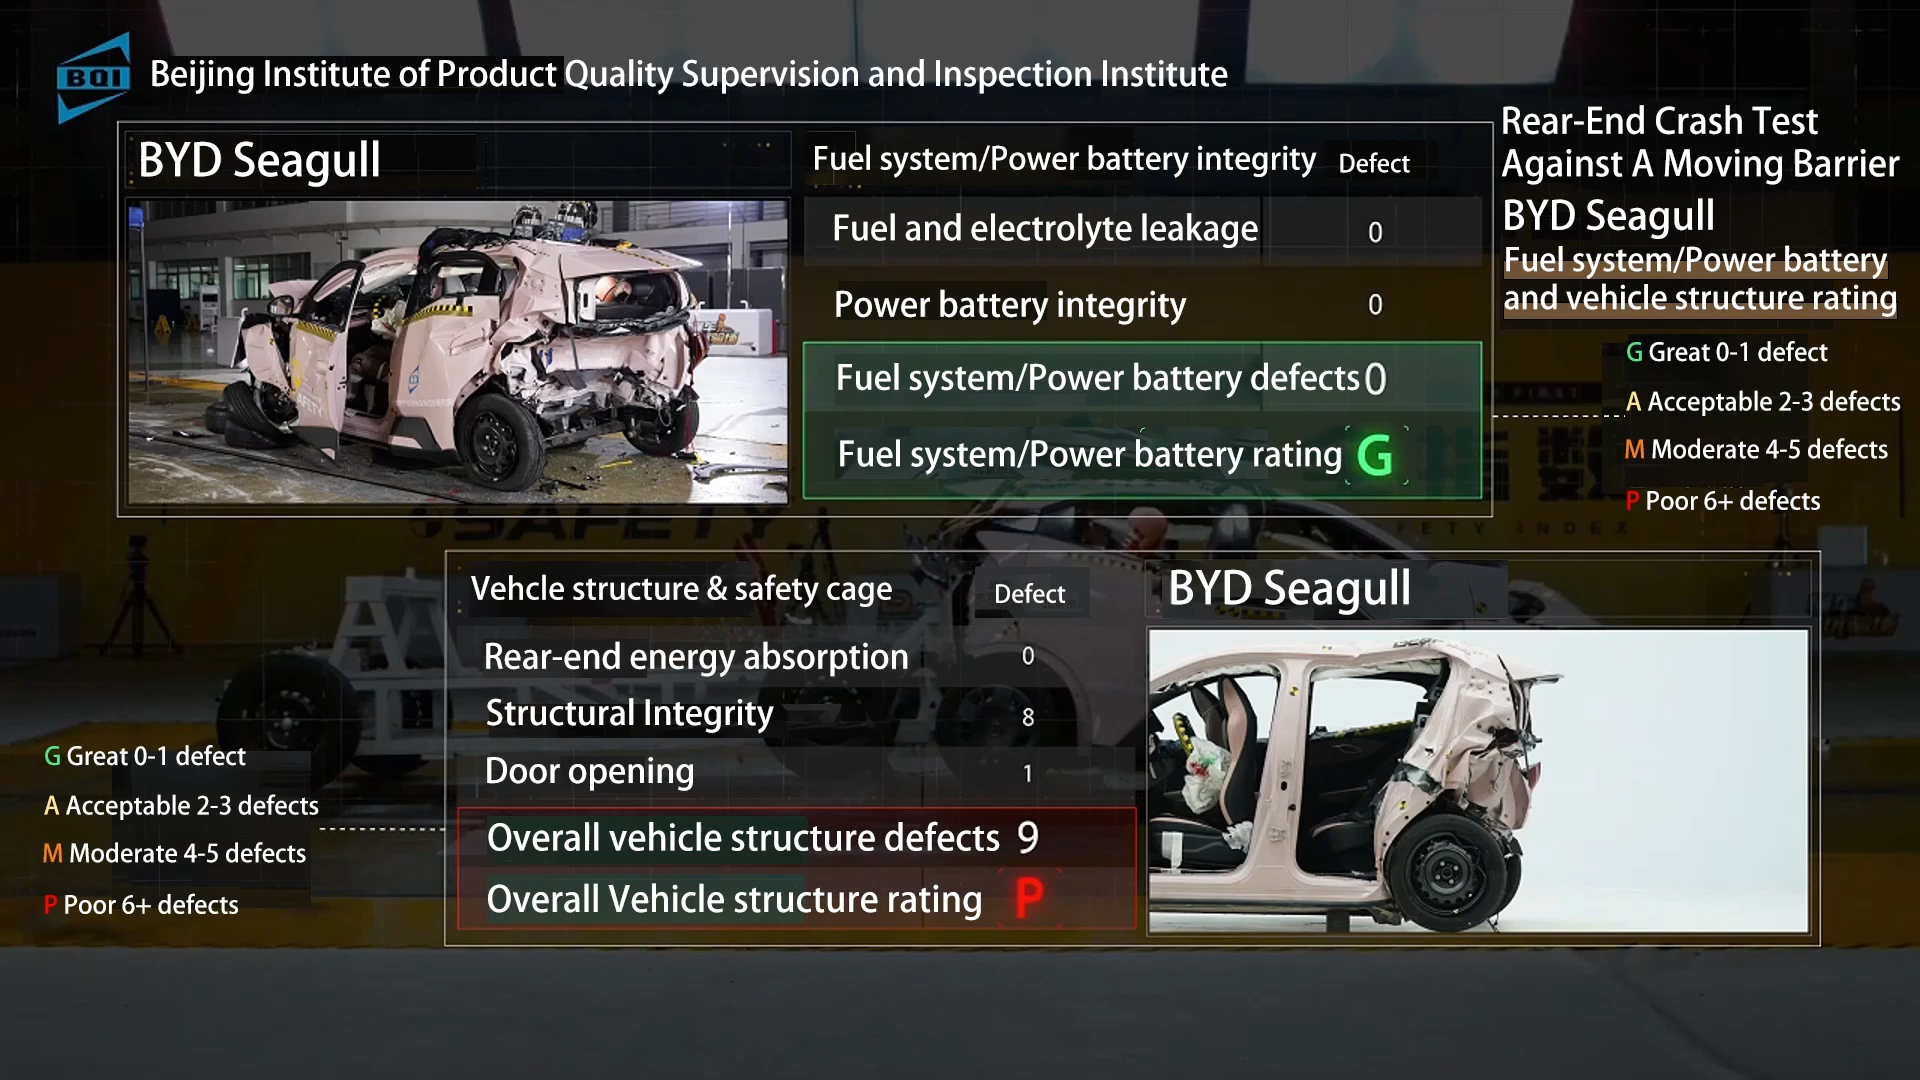 BQI
Beijing Institute of Product Quality Supervision and Inspection Institute
Rear-End Crash Test
Against A Moving Barrier
BYD Seagull
Fuel system/Power battery
and vehicle structure rating
G Great 0-1 defect
A Acceptable 2-3 defects
M Moderate 4-5 defects
P Poor 6+ defects
BYD Seagull
Fuel system/Power battery integrity Defect
Fuel and electrolyte leakage 0
Power battery integrity 0
Fuel system/Power battery defects 0
Fuel system/Power battery rating G
SAFETY
Vehcle structure & safety cage Defect
Rear-end energy absorption 0
Structural Integrity 8
Door opening 1
Overall vehicle structure defects 9
Overall Vehicle structure rating P
BYD Seagull
G Great 0-1 defect
A Acceptable 2-3 defects
M Moderate 4-5 defects
P Poor 6+ defects